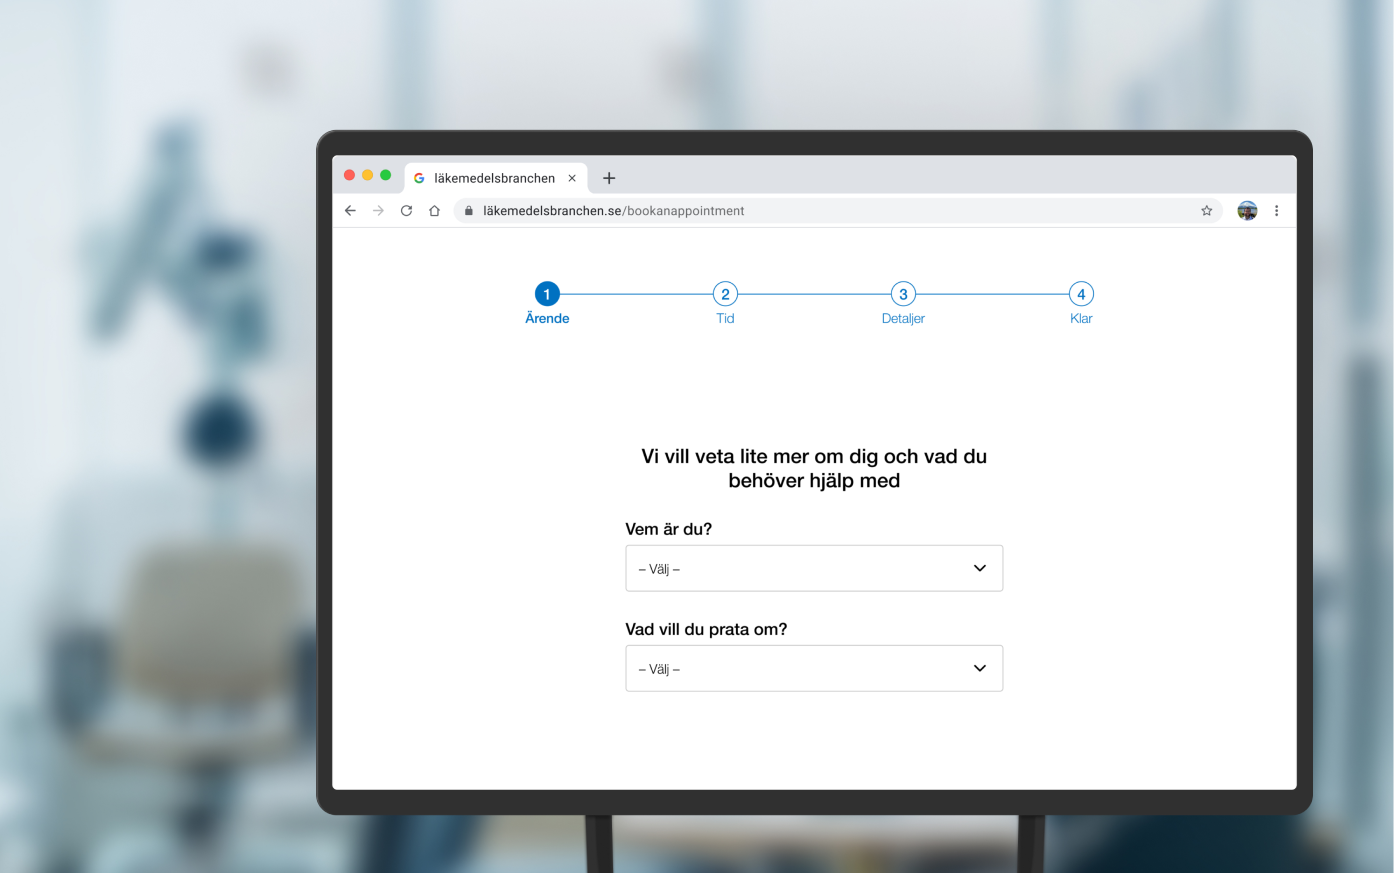 läkemedelsbranchen
läkemedelsbranchen.se/bookanappointment
1 2 3 4
Ärende Tid Detaljer Klar
Vi vill veta lite mer om dig och vad du
behöver hjälp med
Vem är du?
– Välj –
Vad vill du prata om?
– Välj –